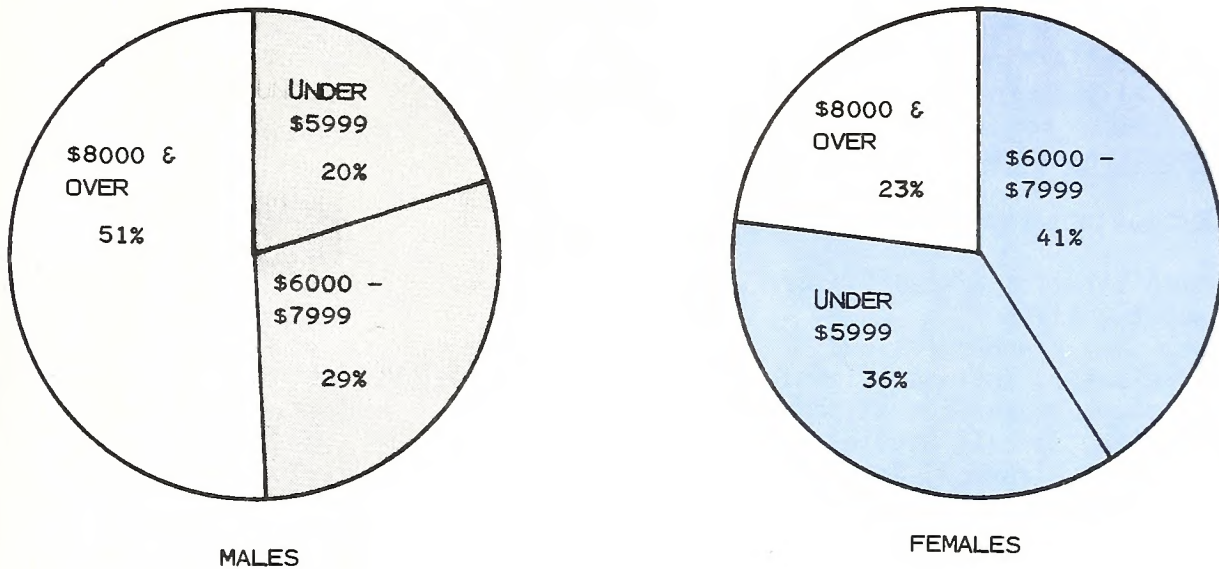 UNDER
$5999
20%
$8000 &
OVER
51%
$6000 –
$7999
29%
MALES
$8000 &
OVER
23%
$6000 –
$7999
41%
UNDER
$5999
36%
FEMALES